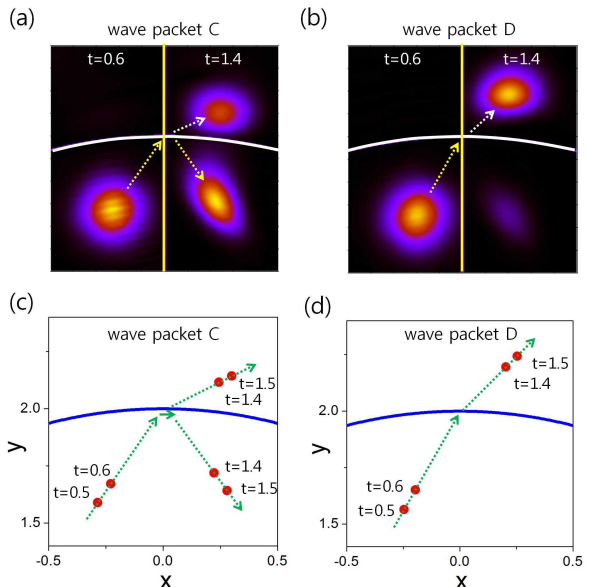 (a) wave packet C
t=0.6 t=1.4
(b) wave packet D
t=0.6 t=1.4
(c)
wave packet C
t=1.5
t=1.4
2.0
y
t=0.6
t=0.5
t=1.4
t=1.5
1.5
-0.5 0.0 0.5
x
(d)
wave packet D
t=1.5
t=1.4
2.0
y
t=0.6
t=0.5
1.5
-0.5 0.0 0.5
x